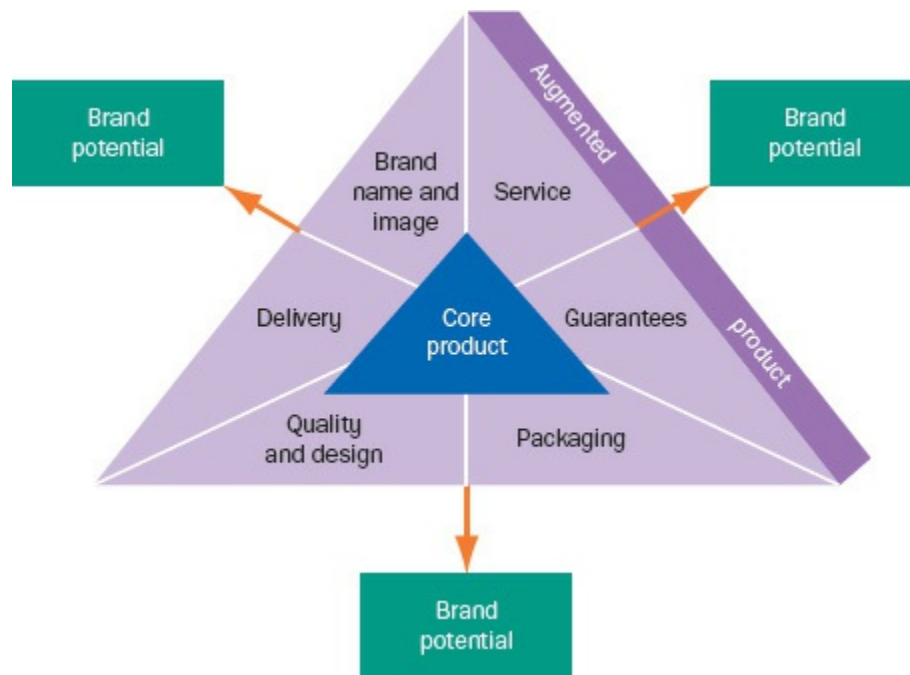 Augmented
product
Brand
potential
Brand
potential
Brand
name and
image
Service
Delivery
Core
product
Guarantees
Quality
and design
Packaging
Brand
potential